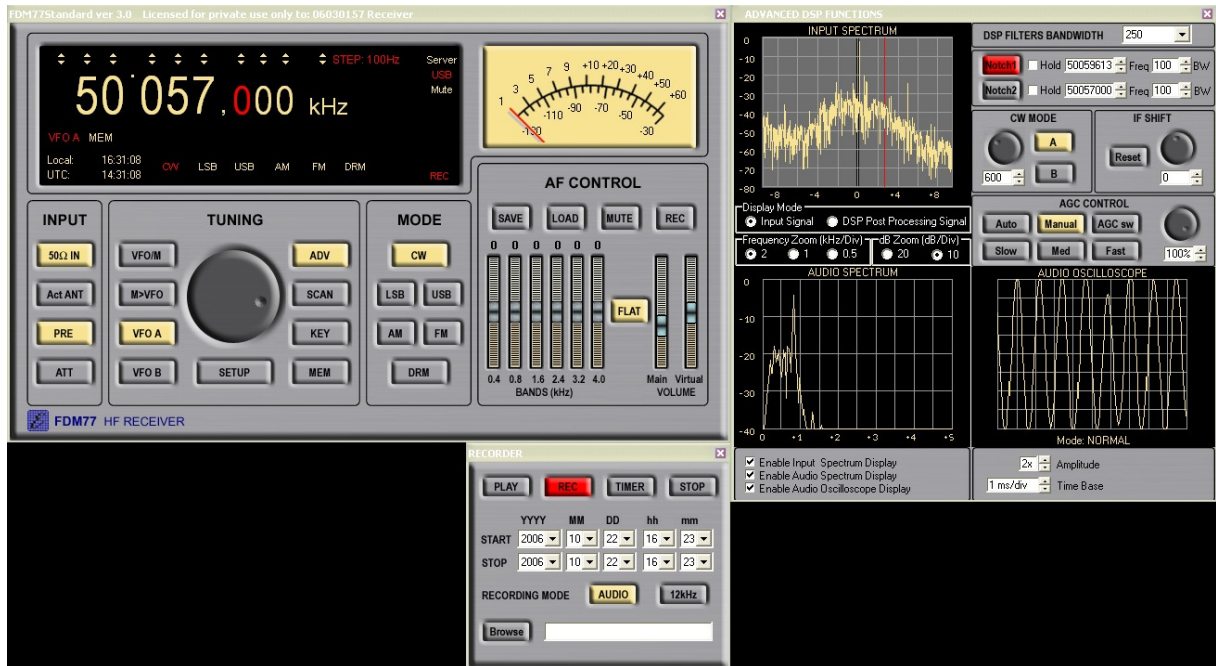 FDM77Standard ver 3.0 Licensed for private use only to: 06030157 Receiver
STEP: 100Hz
Server
USB
Mute
50˙057,000 kHz
VFO A MEM
Local: 16:31:08
UTC: 14:31:08
CW LSB USB AM FM DRM
REC
1 3 5 7 9 +10 +20 +30 +40 +50 +60
-130 -110 -90 -70 -50 -30
INPUT
50Ω IN
Act ANT
PRE
ATT
TUNING
VFO/M
M>VFO
VFO A
VFO B
SETUP
ADV
SCAN
KEY
MEM
MODE
CW
LSB USB
AM FM
DRM
AF CONTROL
SAVE LOAD MUTE REC
0 0 0 0 0 0
FLAT
0.4 0.8 1.6 2.4 3.2 4.0
BANDS (kHz)
Main Virtual
VOLUME
FDM77 HF RECEIVER
RECORDER
PLAY REC TIMER STOP
YYYY MM DD hh mm
START 2006 10 22 16 23
STOP 2006 10 22 16 23
RECORDING MODE AUDIO 12kHz
Browse
ADVANCED DSP FUNCTIONS
INPUT SPECTRUM
0
-10
-20
-30
-40
-50
-60
-70
-80
-8 -4 0 +4 +8
Display Mode
Input Signal DSP Post Processing Signal
Frequency Zoom (kHz/Div) dB Zoom (dB/Div)
2 1 0.5 20 10
DSP FILTERS BANDWIDTH 250
Notch1 Hold 50059613 Freq 100 BW
Notch2 Hold 50057000 Freq 100 BW
CW MODE
A
B
600
IF SHIFT
Reset
0
AGC CONTROL
Auto Manual AGC sw
Slow Med Fast
100%
AUDIO SPECTRUM
0
-10
-20
-30
-40
0 +1 +2 +3 +4 +5
AUDIO OSCILLOSCOPE
Mode: NORMAL
Enable Input Spectrum Display
Enable Audio Spectrum Display
Enable Audio Oscilloscope Display
2x Amplitude
1 ms/div Time Base